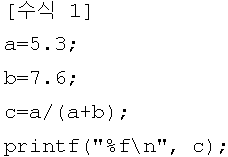 [수식 1]
a=5.3;
b=7.6;
c=a/(a+b);
printf("%f\n", c);